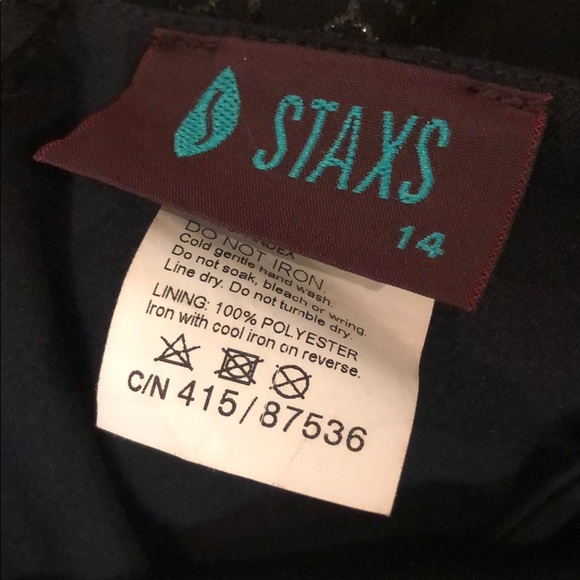 STAXS
14
DO NOT IRON
Cold gentle hand wash.
Do not soak, bleach or wring.
Line dry. Do not tumble dry.
LINING: 100% POLYESTER
Iron with cool iron on reverse.
C/N 415/87536